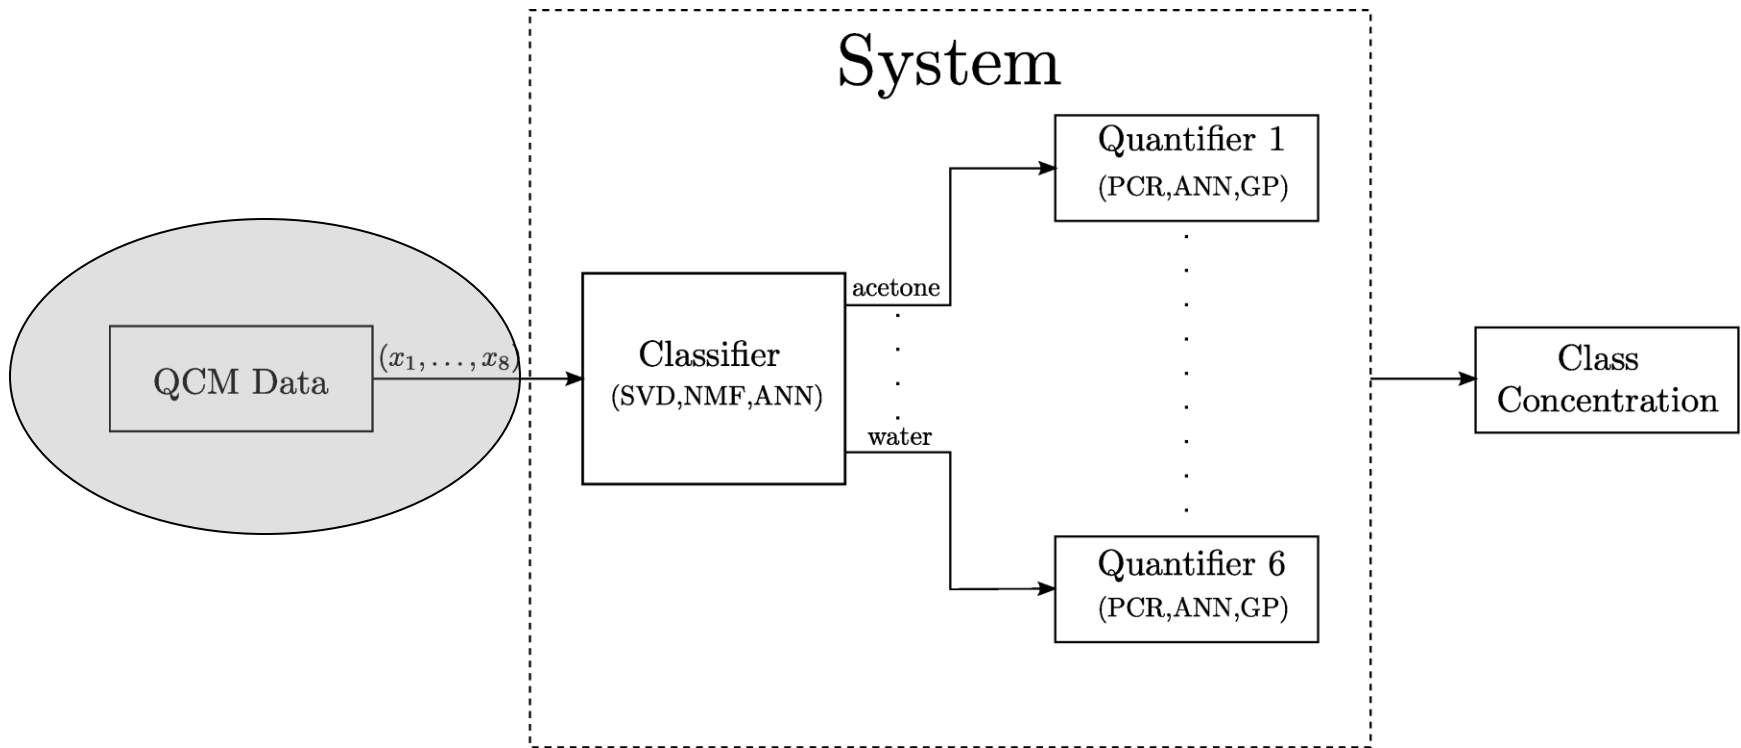 System
Quantifier 1
(PCR,ANN,GP)
acetone
QCM Data
(x₁,...,x₈)
Classifier
(SVD,NMF,ANN)
water
Quantifier 6
(PCR,ANN,GP)
Class
Concentration